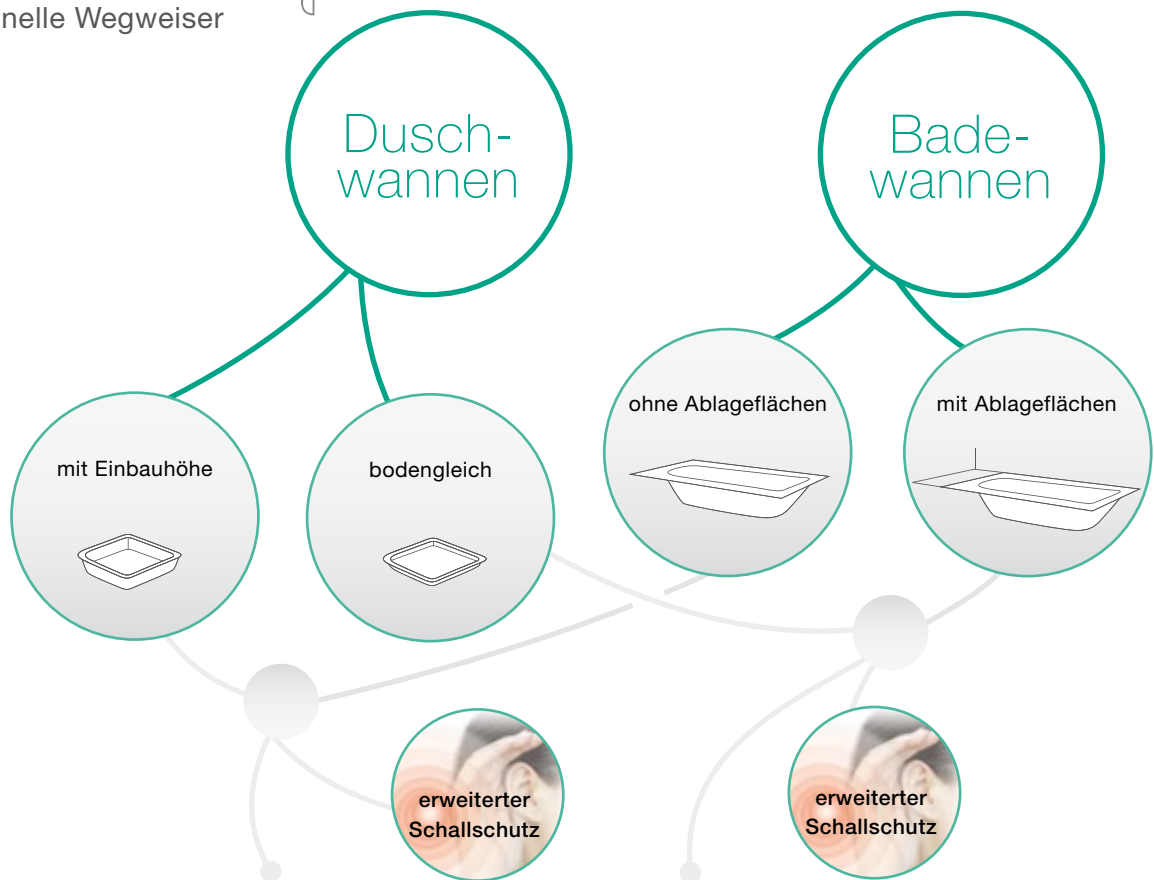 nelle Wegweiser
Dusch-
wannen
Bade-
wannen
mit Einbauhöhe
bodengleich
ohne Ablageflächen
mit Ablageflächen
erweiterter
Schallschutz
erweiterter
Schallschutz